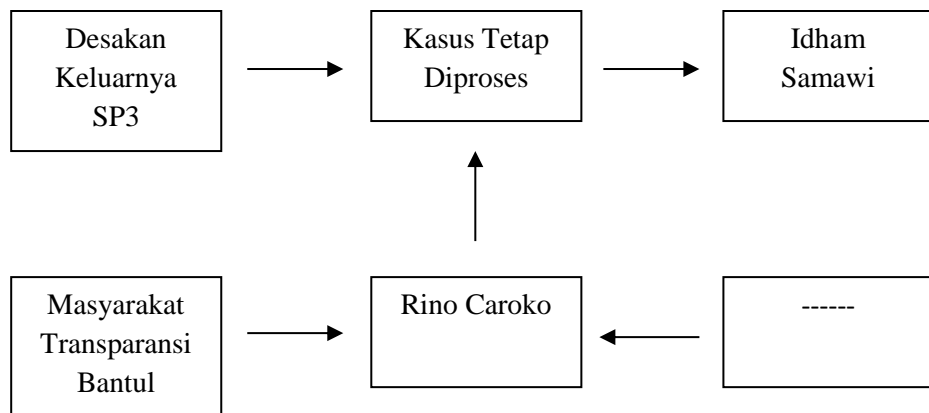 Desakan
Keluarnya
SP3
Kasus Tetap
Diproses
Idham
Samawi
Masyarakat
Transparansi
Bantul
Rino Caroko
------